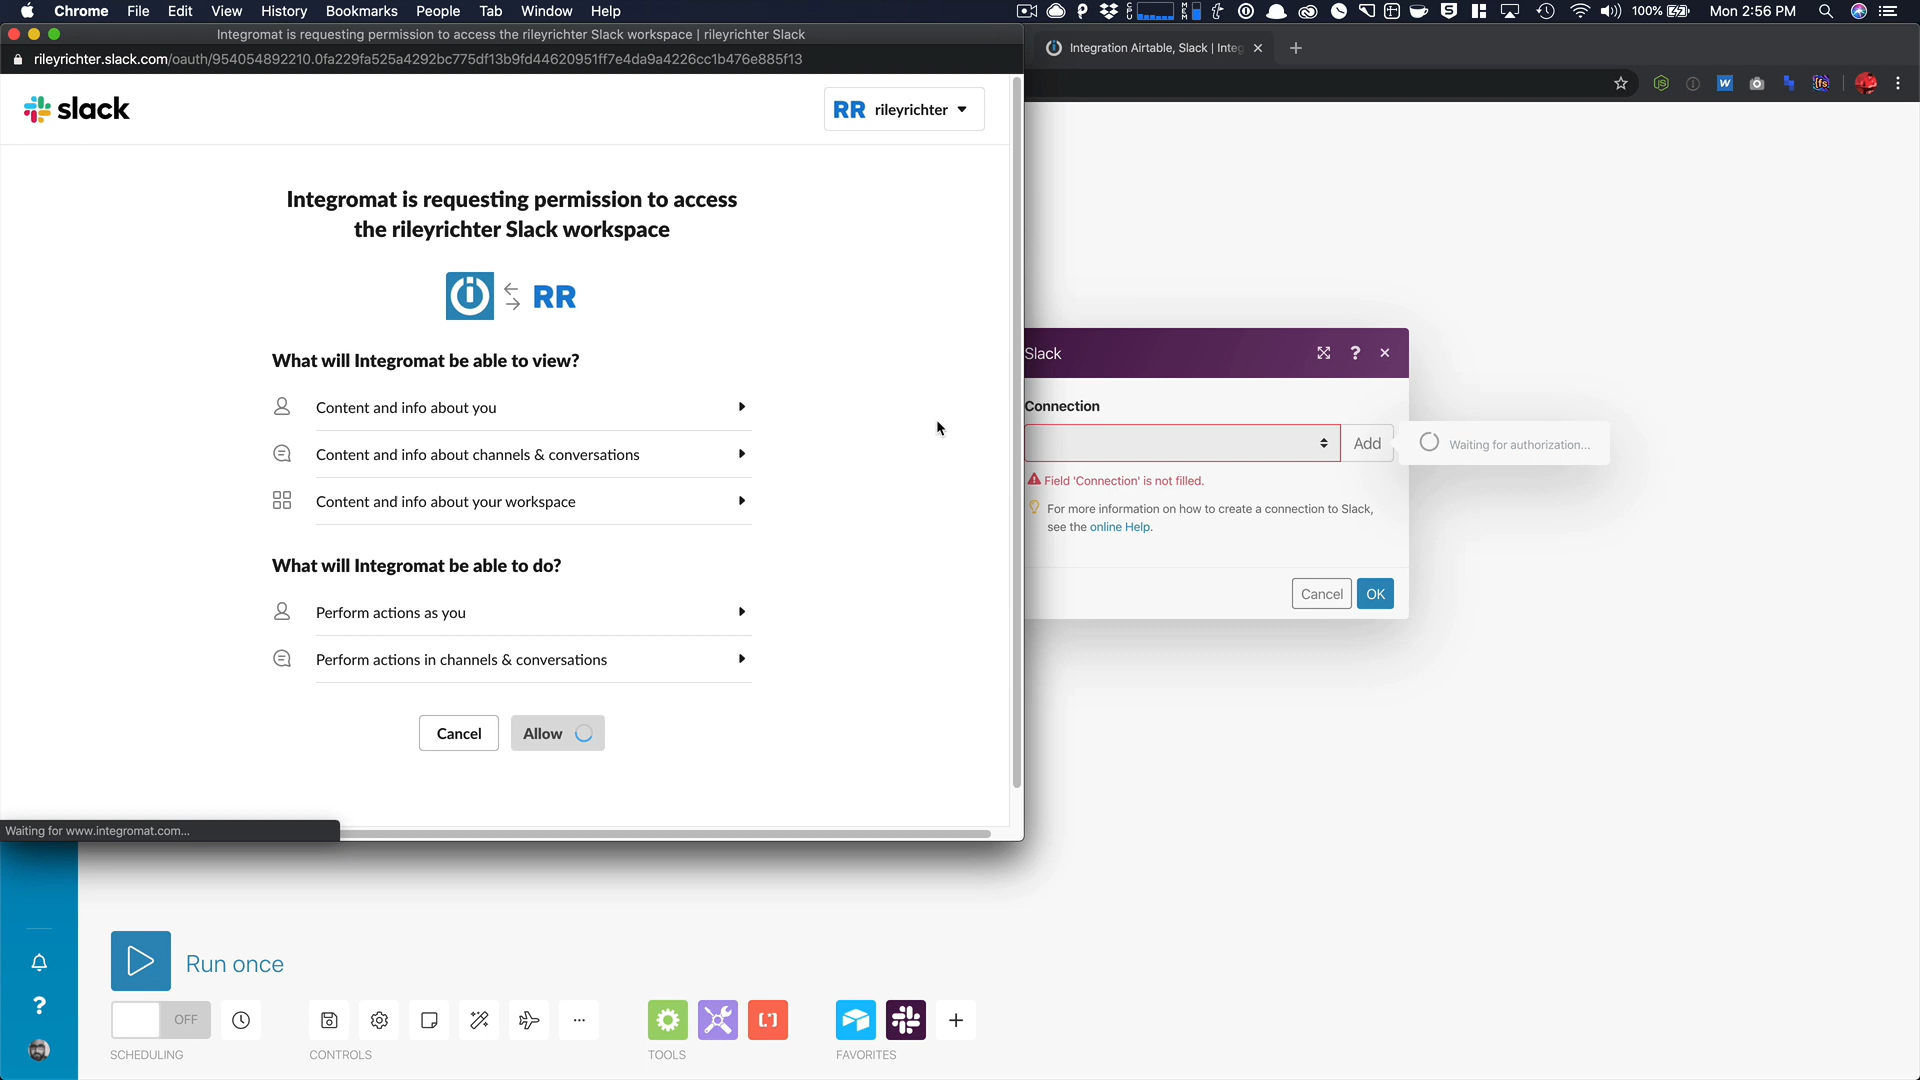 Chrome File Edit View History Bookmarks People Tab Window Help
100% Mon 2:56 PM
Integromat is requesting permission to access the rileyrichter Slack workspace | rileyrichter Slack
rileyrichter.slack.com/oauth/954054892210.0fa229fa525a4292bc775df13b9fd44620951ff7e4da9a4226cc1b476e885f13
Integration Airtable, Slack | Integ
slack
RR rileyrichter
Integromat is requesting permission to access
the rileyrichter Slack workspace
RR
What will Integromat be able to view?
Content and info about you
Content and info about channels & conversations
Content and info about your workspace
What will Integromat be able to do?
Perform actions as you
Perform actions in channels & conversations
Cancel Allow
Waiting for www.integromat.com...
Slack
Connection
Add
Waiting for authorization...
Field 'Connection' is not filled.
For more information on how to create a connection to Slack,
see the online Help.
Cancel OK
Run once
OFF
SCHEDULING CONTROLS TOOLS FAVORITES